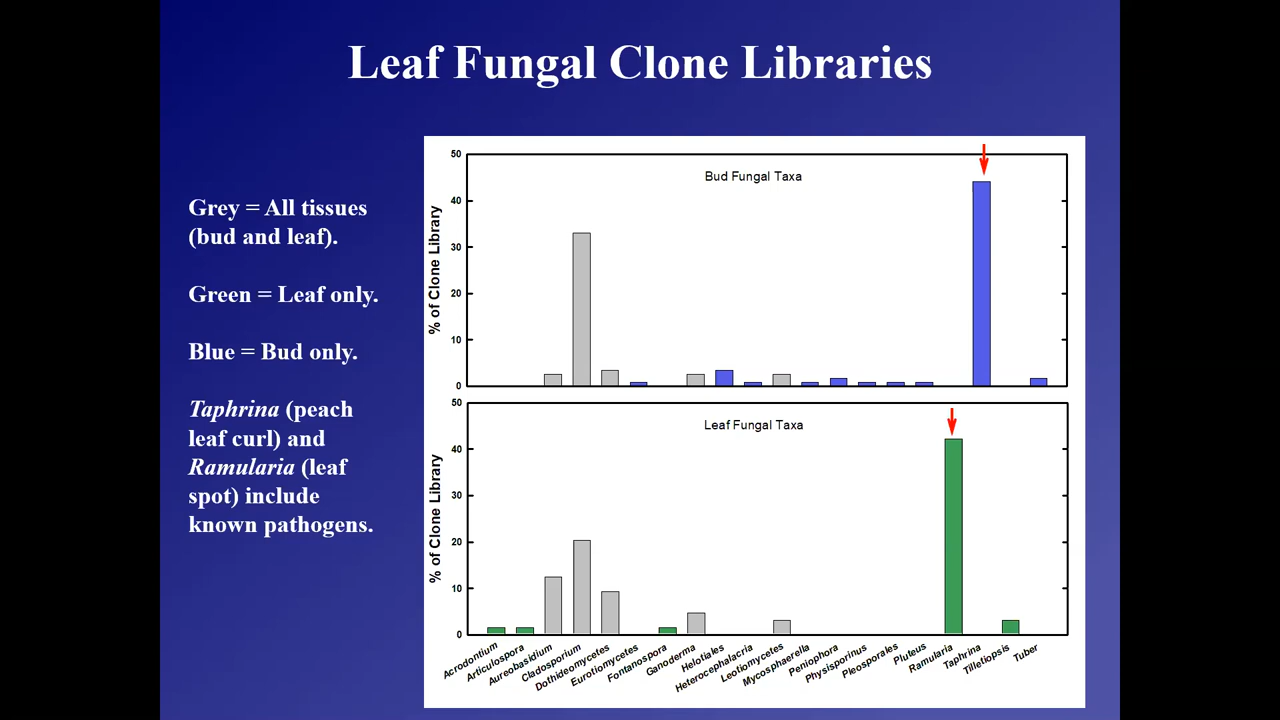 Leaf Fungal Clone Libraries
Grey = All tissues
(bud and leaf).
Green = Leaf only.
Blue = Bud only.
Taphrina (peach
leaf curl) and
Ramularia (leaf
spot) include
known pathogens.
50
40
30
20
10
0
% of Clone Library
Bud Fungal Taxa
50
40
30
20
10
0
% of Clone Library
Leaf Fungal Taxa
Acrodontium
Articulospora
Aureobasidium
Cladosporium
Dothideomycetes
Eurotiomycetes
Fontanospora
Ganoderma
Helotiales
Heterocephalacria
Leotiomycetes
Mycosphaerella
Peniophora
Physisporinus
Pleosporales
Pluteus
Ramularia
Taphrina
Tilletiopsis
Tuber